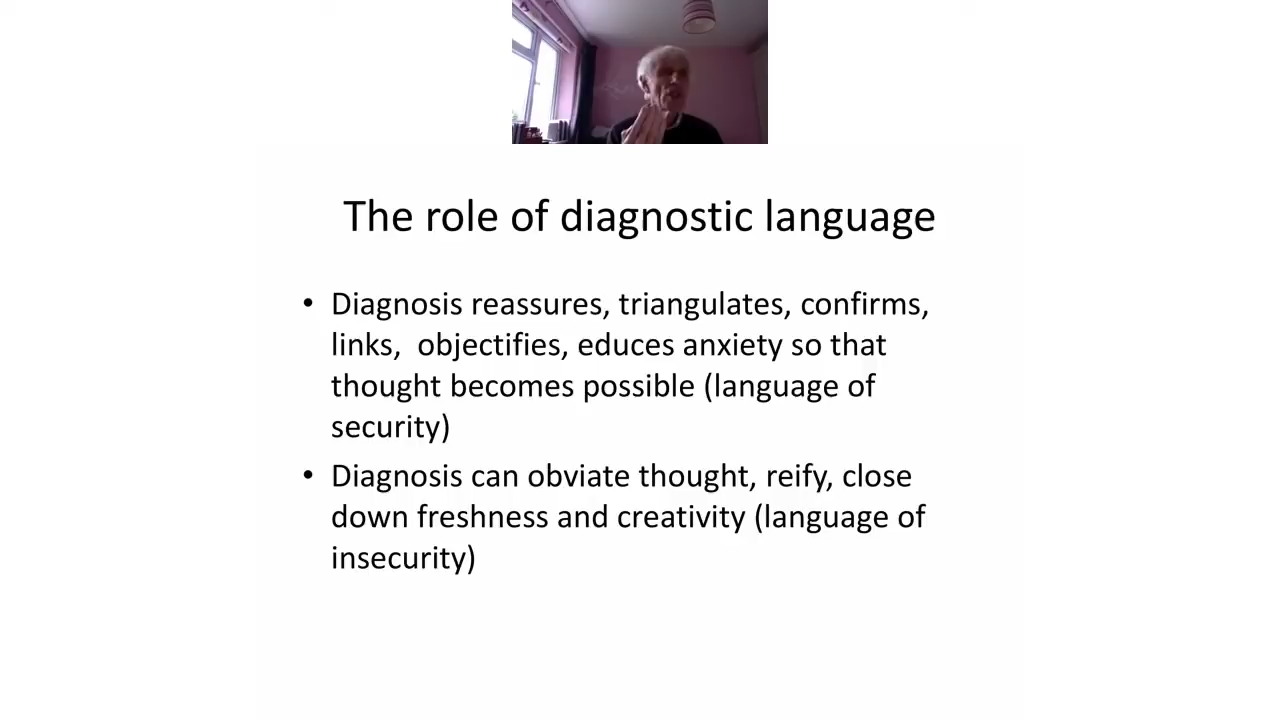 The role of diagnostic language
• Diagnosis reassures, triangulates, confirms,
links,  objectifies, educes anxiety so that
thought becomes possible (language of
security)
• Diagnosis can obviate thought, reify, close
down freshness and creativity (language of
insecurity)